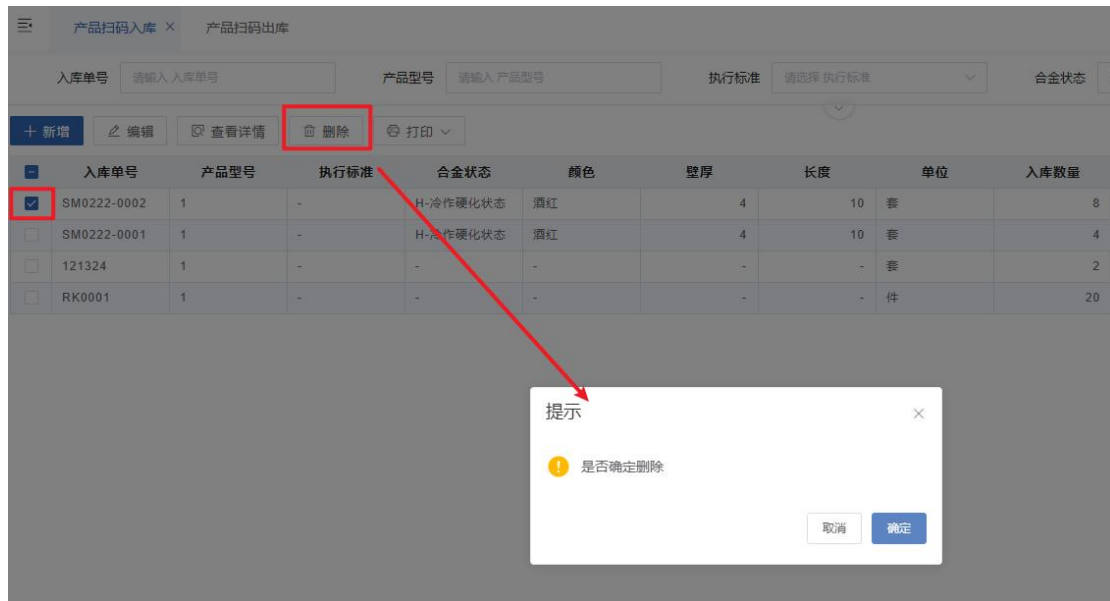 产品扫码入库 产品扫码出库
入库单号 请输入 入库单号 产品型号 请输入 产品型号 执行标准 请选择 执行标准 合金状态
新增 编辑 查看详情 删除 打印
入库单号 产品型号 执行标准 合金状态 颜色 壁厚 长度 单位 入库数量
SM0222-0002 1 - H-冷作硬化状态 酒红 4 10 套 8
SM0222-0001 1 - H-冷作硬化状态 酒红 4 10 套 4
121324 1 - - - - - 套 2
RK0001 1 - - - - - 件 20
提示
是否确定删除
取消 确定